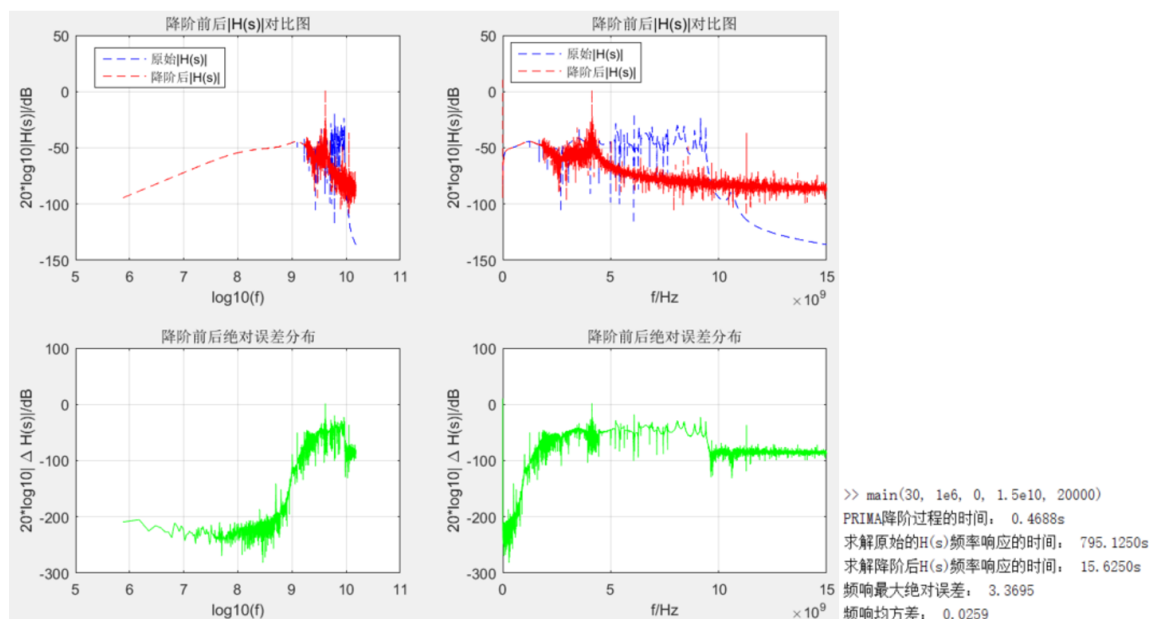 降阶前后|H(s)|对比图
50
0
-50
-100
-150
20*log10|H(s)|/dB
原始|H(s)|
降阶后|H(s)|
5 6 7 8 9 10 11
log10(f)
降阶前后|H(s)|对比图
50
0
-50
-100
-150
20*log10|H(s)|/dB
原始|H(s)|
降阶后|H(s)|
0 5 10 15
f/Hz
×10^9
降阶前后绝对误差分布
100
0
-100
-200
-300
20*log10| Δ H(s)|/dB
5 6 7 8 9 10 11
log10(f)
降阶前后绝对误差分布
100
0
-100
-200
-300
20*log10| Δ H(s)|/dB
0 5 10 15
f/Hz
×10^9
>> main(30, 1e6, 0, 1.5e10, 20000)
PRIMA降阶过程的时间： 0.4688s
求解原始的H(s)频率响应的时间： 795.1250s
求解降阶后H(s)频率响应的时间： 15.6250s
频响最大绝对误差： 3.3695
频响均方差： 0.0259